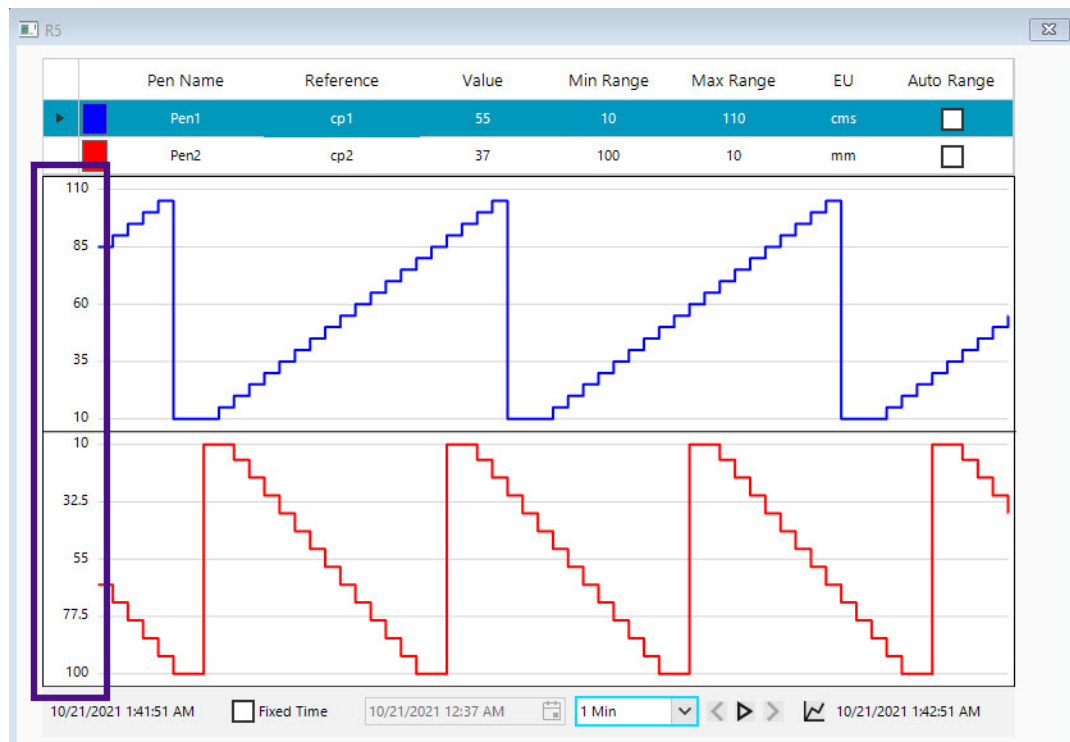 R5
Pen Name Reference Value Min Range Max Range EU Auto Range
Pen1 cp1 55 10 110 cms
Pen2 cp2 37 100 10 mm
110
85
60
35
10
10
32.5
55
77.5
100
10/21/2021 1:41:51 AM Fixed Time 10/21/2021 12:37 AM 1 Min 10/21/2021 1:42:51 AM